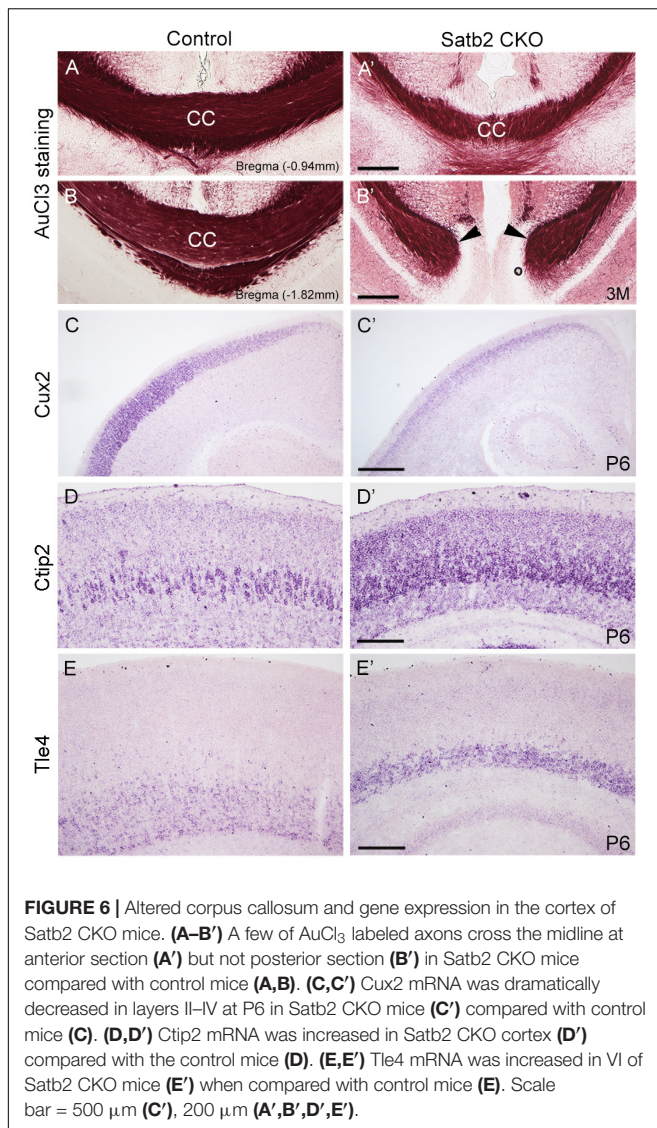 Control
Satb2 CKO
AuCl3 staining
A
CC
Bregma (-0.94mm)
A'
CC
B
CC
Bregma (-1.82mm)
B'
3M
Cux2
C
C'
P6
Ctip2
D
D'
P6
Tle4
E
E'
P6
FIGURE 6 | Altered corpus callosum and gene expression in the cortex of
Satb2 CKO mice. (A–B′) A few of AuCl₃ labeled axons cross the midline at
anterior section (A′) but not posterior section (B′) in Satb2 CKO mice
compared with control mice (A,B). (C,C′) Cux2 mRNA was dramatically
decreased in layers II–IV at P6 in Satb2 CKO mice (C′) compared with control
mice (C). (D,D′) Ctip2 mRNA was increased in Satb2 CKO cortex (D′)
compared with the control mice (D). (E,E′) Tle4 mRNA was increased in VI of
Satb2 CKO mice (E′) when compared with control mice (E). Scale
bar = 500 μm (C′), 200 μm (A′,B′,D′,E′).